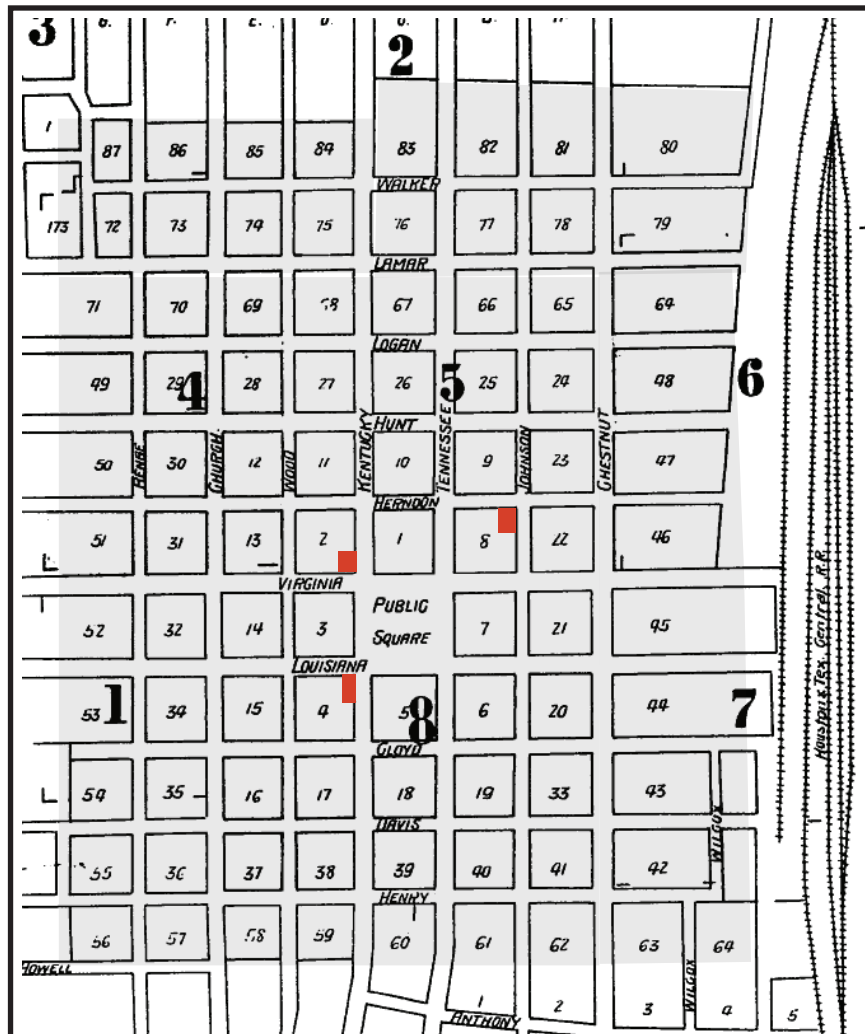 3 G. F. E. D. C. B. H.
2
1 87 86 85 84 83 82 81 80
WALKER
173 72 73 74 75 76 77 78 79
LAMAR
71 70 69 68 67 66 65 64
LOGAN
49 29 28 27 26 25 24 48
4 5 6
HUNT
BENGE CHURCH. WOOD KENTUCKY TENNESSEE JOHNSON CHESTNUT
50 30 12 11 10 9 23 47
HERNDON
51 31 13 2 1 8 22 46
VIRGINIA
PUBLIC
SQUARE
52 32 14 3 7 21 45
LOUISIANA
53 34 15 4 5 6 20 44
1 8 7
CLOYD
Houston & Tex. Central. R.R.
54 35 16 17 18 19 33 43
DAVIS
WILCOX
55 36 37 38 39 40 41 42
HENRY
56 57 58 59 60 61 62 63 64
HOWELL
WILCOX
1 2 3 4 5
ANTHONY